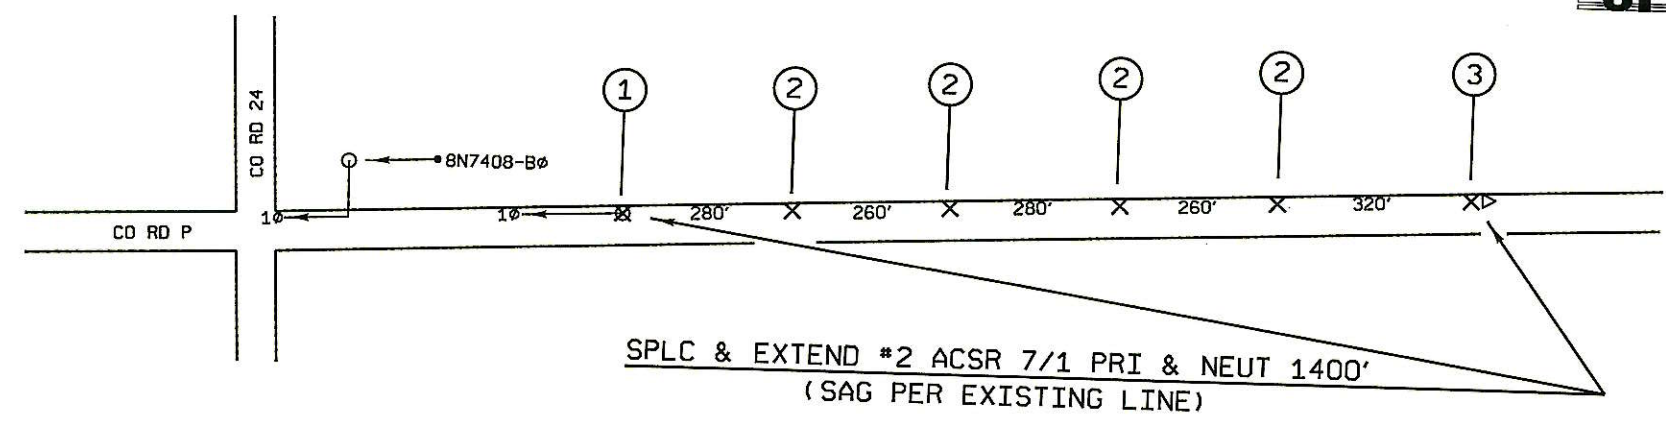 CO RD 24
1
2
2
2
2
3
8N7408-BØ
1Ø
1Ø
280'
260'
280'
260'
320'
CO RD P
SPLC & EXTEND #2 ACSR 7/1 PRI & NEUT 1400'
(SAG PER EXISTING LINE)